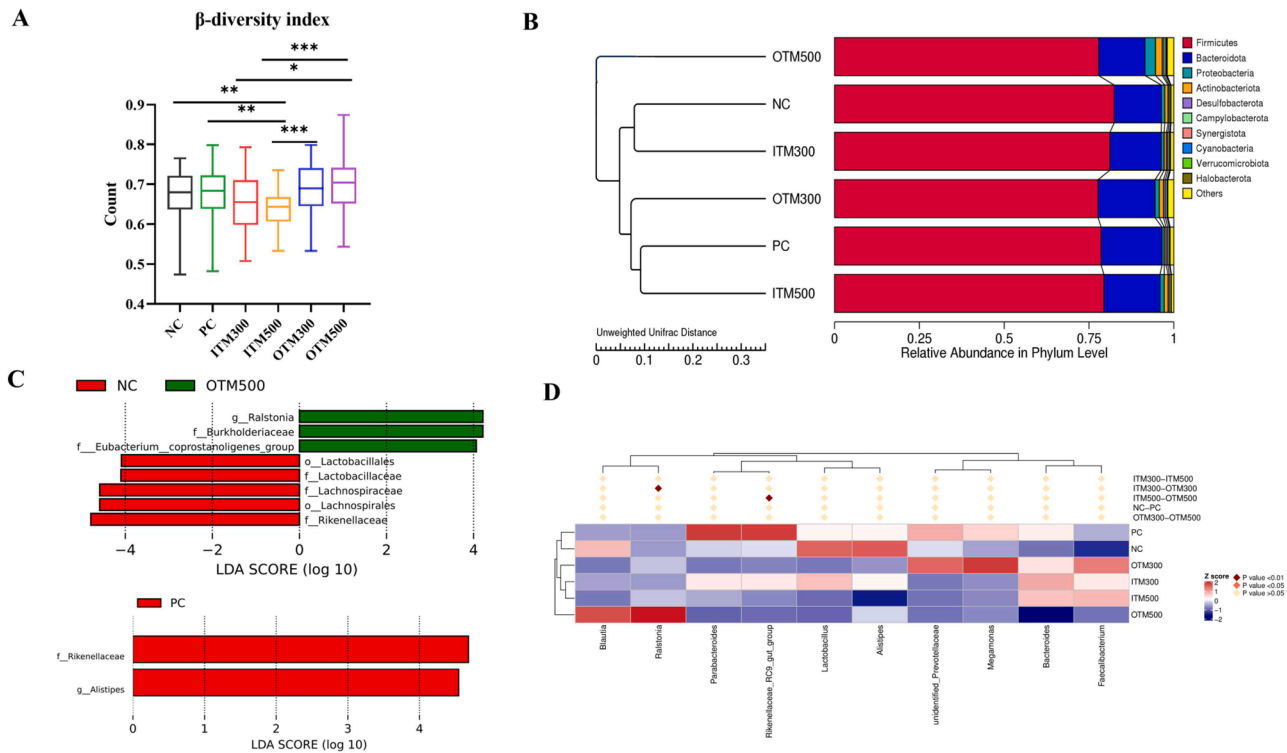 A
β-diversity index
***
*
**
**
***
0.9
0.8
0.7
0.6
0.5
0.4
Count
NC
PC
ITM300
ITM500
OTM300
OTM500
B
OTM500
NC
ITM300
OTM300
PC
ITM500
Unweighted Unifrac Distance
0 0.1 0.2 0.3
0 0.25 0.5 0.75 1
Relative Abundance in Phylum Level
Firmicutes
Bacteroidota
Proteobacteria
Actinobacteriota
Desulfobacterota
Campylobacterota
Synergistota
Cyanobacteria
Verrucomicrobiota
Halobacterota
Others
C
NC OTM500
g__Ralstonia
f__Burkholderiaceae
f___Eubacterium__coprostanoligenes_group
o__Lactobacillales
f__Lactobacillaceae
f__Lachnospiraceae
o__Lachnospirales
f__Rikenellaceae
−4 −2 0 2 4
LDA SCORE (log 10)
PC
f__Rikenellaceae
g__Alistipes
0 1 2 3 4
LDA SCORE (log 10)
D
ITM300−ITM500
ITM300−OTM300
ITM500−OTM500
NC−PC
OTM300−OTM500
PC
NC
OTM300
ITM300
ITM500
OTM500
Blautia
Ralstonia
Parabacteroides
Rikenellaceae_RC9_gut_group
Lactobacillus
Alistipes
unidentified_Prevotellaceae
Megamonas
Bacteroides
Faecalibacterium
Z score
2
1
0
−1
−2
P value <0.01
P value <0.05
P value >0.05